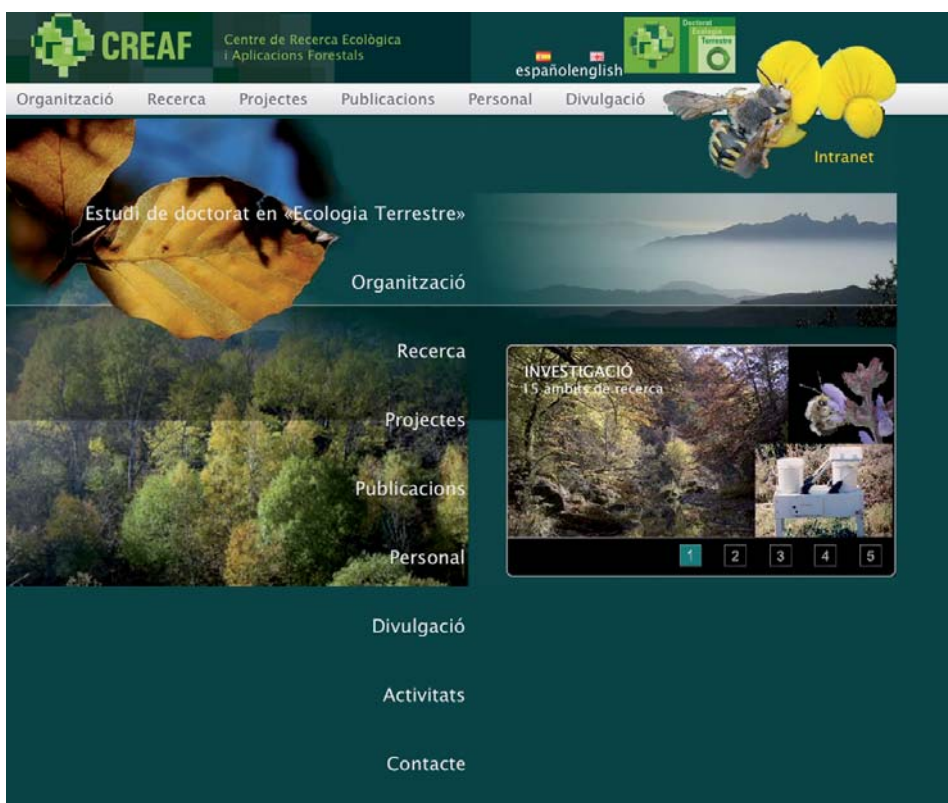 CREAF
Centre de Recerca Ecològica
i Aplicacions Forestals
españolenglish
Doctorat
Ecologia
Terrestre
Organització Recerca Projectes Publicacions Personal Divulgació
Intranet
Estudi de doctorat en «Ecologia Terrestre»
Organització
Recerca
Projectes
Publicacions
Personal
Divulgació
Activitats
Contacte
INVESTIGACIÓ
15 àmbits de recerca
1 2 3 4 5